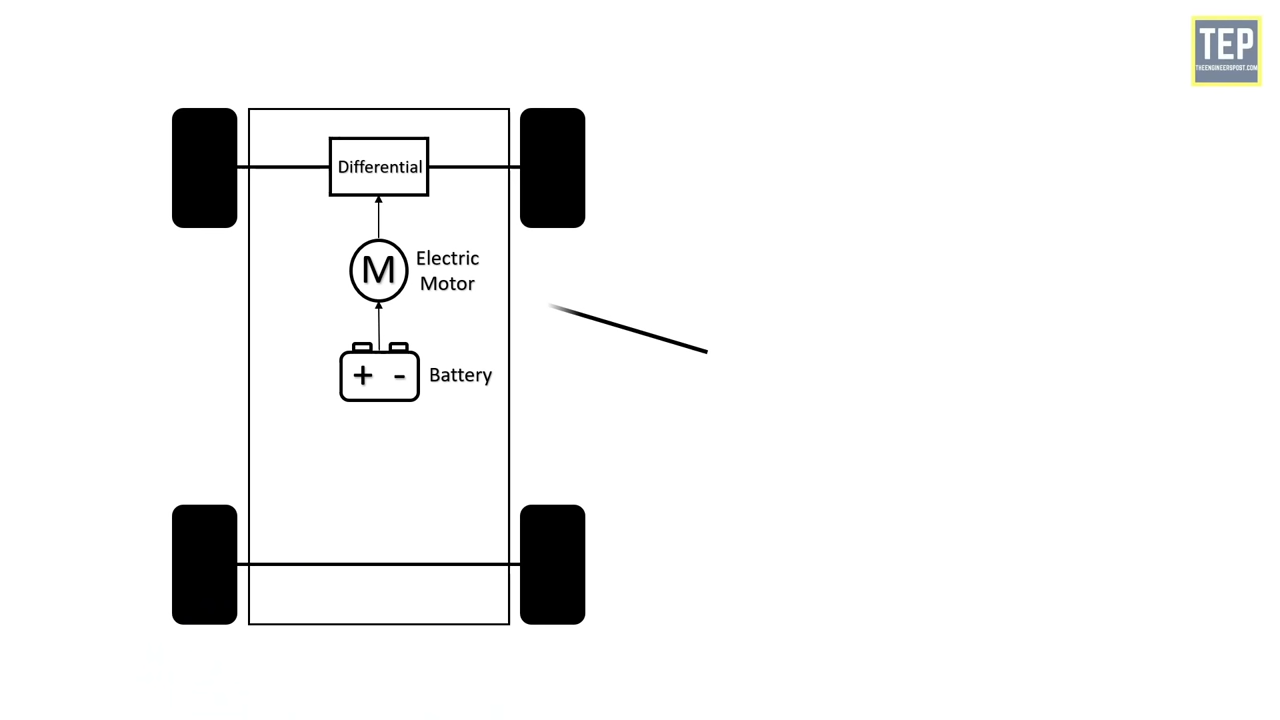 TEP
THEENGINEERSPOST.COM
Differential
M
Electric
Motor
+ -
Battery